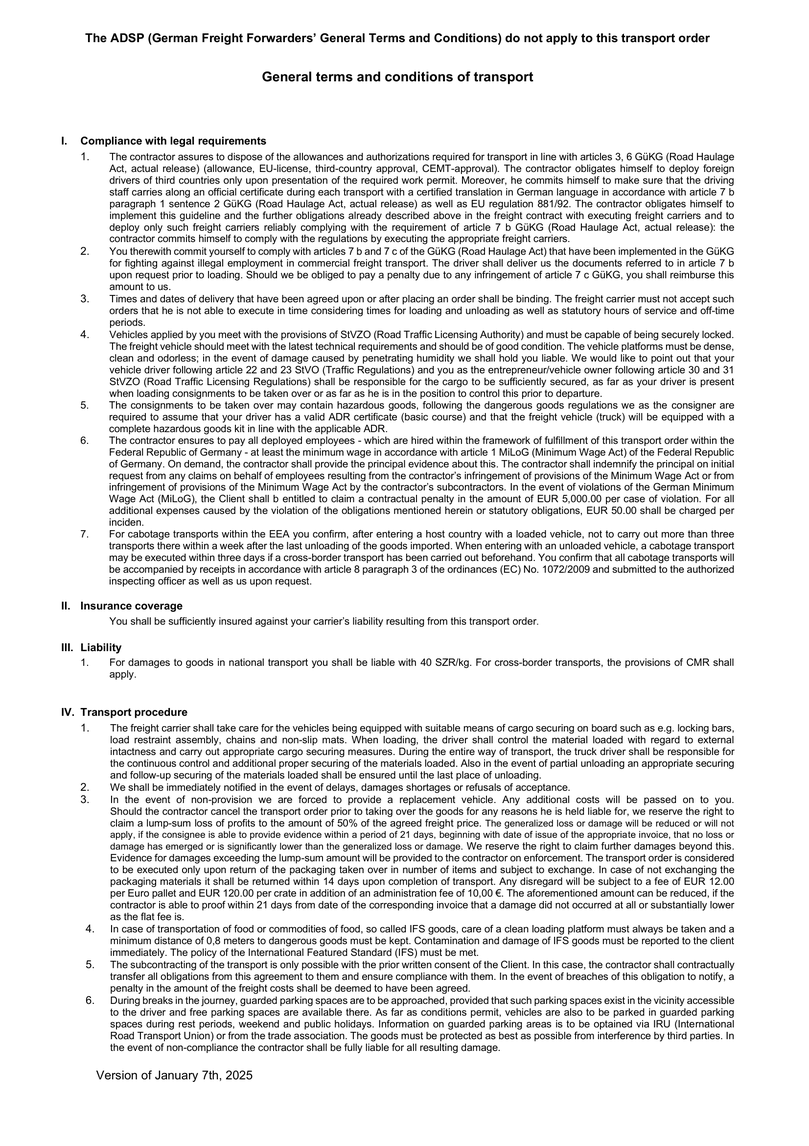 The ADSP (German Freight Forwarders' General Terms and Conditions) do not apply to this transport order
General terms and conditions of transport
I. Compliance with legal requirements
1. The contractor assures to dispose of the allowances and authorizations required for transport in line with articles 3, 6 GüKG (Road Haulage
Act, actual release) (allowance, EU-license, third-country approval, CEMT-approval). The contractor obligates himself to deploy foreign
drivers of third countries only upon presentation of the required work permit. Moreover, he commits himself to make sure that the driving
staff carries along an official certificate during each transport with a certified translation in German language in accordance with article 7 b
paragraph 1 sentence 2 GüKG (Road Haulage Act, actual release) as well as EU regulation 881/92. The contractor obligates himself to
implement this guideline and the further obligations already described above in the freight contract with executing freight carriers and to
deploy only such freight carriers reliably complying with the requirement of article 7 b GüKG (Road Haulage Act, actual release): the
contractor commits himself to comply with the regulations by executing the appropriate freight carriers.
2. You therewith commit yourself to comply with articles 7 b and 7 c of the GüKG (Road Haulage Act) that have been implemented in the GüKG
for fighting against illegal employment in commercial freight transport. The driver shall deliver us the documents referred to in article 7 b
upon request prior to loading. Should we be obliged to pay a penalty due to any infringement of article 7 c GüKG, you shall reimburse this
amount to us.
3. Times and dates of delivery that have been agreed upon or after placing an order shall be binding. The freight carrier must not accept such
orders that he is not able to execute in time considering times for loading and unloading as well as statutory hours of service and off-time
periods.
4. Vehicles applied by you meet with the provisions of StVZO (Road Traffic Licensing Authority) and must be capable of being securely locked.
The freight vehicle should meet with the latest technical requirements and should be of good condition. The vehicle platforms must be dense,
clean and odorless; in the event of damage caused by penetrating humidity we shall hold you liable. We would like to point out that your
vehicle driver following article 22 and 23 StVO (Traffic Regulations) and you as the entrepreneur/vehicle owner following article 30 and 31
StVZO (Road Traffic Licensing Regulations) shall be responsible for the cargo to be sufficiently secured, as far as your driver is present
when loading consignments to be taken over or as far as he is in the position to control this prior to departure.
5. The consignments to be taken over may contain hazardous goods, following the dangerous goods regulations we as the consigner are
required to assume that your driver has a valid ADR certificate (basic course) and that the freight vehicle (truck) will be equipped with a
complete hazardous goods kit in line with the applicable ADR.
6. The contractor ensures to pay all deployed employees - which are hired within the framework of fulfillment of this transport order within the
Federal Republic of Germany - at least the minimum wage in accordance with article 1 MiLoG (Minimum Wage Act) of the Federal Republic
of Germany. On demand, the contractor shall provide the principal evidence about this. The contractor shall indemnify the principal on initial
request from any claims on behalf of employees resulting from the contractor's infringement of provisions of the Minimum Wage Act or from
infringement of provisions of the Minimum Wage Act by the contractor's subcontractors. In the event of violations of the German Minimum
Wage Act (MiLoG), the Client shall b entitled to claim a contractual penalty in the amount of EUR 5,000.00 per case of violation. For all
additional expenses caused by the violation of the obligations mentioned herein or statutory obligations, EUR 50.00 shall be charged per
inciden.
7. For cabotage transports within the EEA you confirm, after entering a host country with a loaded vehicle, not to carry out more than three
transports there within a week after the last unloading of the goods imported. When entering with an unloaded vehicle, a cabotage transport
may be executed within three days if a cross-border transport has been carried out beforehand. You confirm that all cabotage transports will
be accompanied by receipts in accordance with article 8 paragraph 3 of the ordinances (EC) No. 1072/2009 and submitted to the authorized
inspecting officer as well as us upon request.
II. Insurance coverage
You shall be sufficiently insured against your carrier's liability resulting from this transport order.
III. Liability
1. For damages to goods in national transport you shall be liable with 40 SZR/kg. For cross-border transports, the provisions of CMR shall
apply.
IV. Transport procedure
1. The freight carrier shall take care for the vehicles being equipped with suitable means of cargo securing on board such as e.g. locking bars,
load restraint assembly, chains and non-slip mats. When loading, the driver shall control the material loaded with regard to external
intactness and carry out appropriate cargo securing measures. During the entire way of transport, the truck driver shall be responsible for
the continuous control and additional proper securing of the materials loaded. Also in the event of partial unloading an appropriate securing
and follow-up securing of the materials loaded shall be ensured until the last place of unloading.
2. We shall be immediately notified in the event of delays, damages shortages or refusals of acceptance.
3. In the event of non-provision we are forced to provide a replacement vehicle. Any additional costs will be passed on to you.
Should the contractor cancel the transport order prior to taking over the goods for any reasons he is held liable for, we reserve the right to
claim a lump-sum loss of profits to the amount of 50% of the agreed freight price. The generalized loss or damage will be reduced or will not
apply, if the consignee is able to provide evidence within a period of 21 days, beginning with date of issue of the appropriate invoice, that no loss or
damage has emerged or is significantly lower than the generalized loss or damage. We reserve the right to claim further damages beyond this.
Evidence for damages exceeding the lump-sum amount will be provided to the contractor on enforcement. The transport order is considered
to be executed only upon return of the packaging taken over in number of items and subject to exchange. In case of not exchanging the
packaging materials it shall be returned within 14 days upon completion of transport. Any disregard will be subject to a fee of EUR 12.00
per Euro pallet and EUR 120.00 per crate in addition of an administration fee of 10,00 €. The aforementioned amount can be reduced, if the
contractor is able to proof within 21 days from date of the corresponding invoice that a damage did not occurred at all or substantially lower
as the flat fee is.
4. In case of transportation of food or commodities of food, so called IFS goods, care of a clean loading platform must always be taken and a
minimum distance of 0,8 meters to dangerous goods must be kept. Contamination and damage of IFS goods must be reported to the client
immediately. The policy of the International Featured Standard (IFS) must be met.
5. The subcontracting of the transport is only possible with the prior written consent of the Client. In this case, the contractor shall contractually
transfer all obligations from this agreement to them and ensure compliance with them. In the event of breaches of this obligation to notify, a
penalty in the amount of the freight costs shall be deemed to have been agreed.
6. During breaks in the journey, guarded parking spaces are to be approached, provided that such parking spaces exist in the vicinity accessible
to the driver and free parking spaces are available there. As far as conditions permit, vehicles are also to be parked in guarded parking
spaces during rest periods, weekend and public holidays. Information on guarded parking areas is to be optained via IRU (International
Road Transport Union) or from the trade association. The goods must be protected as best as possible from interference by third parties. In
the event of non-compliance the contractor shall be fully liable for all resulting damage.
Version of January 7th, 2025